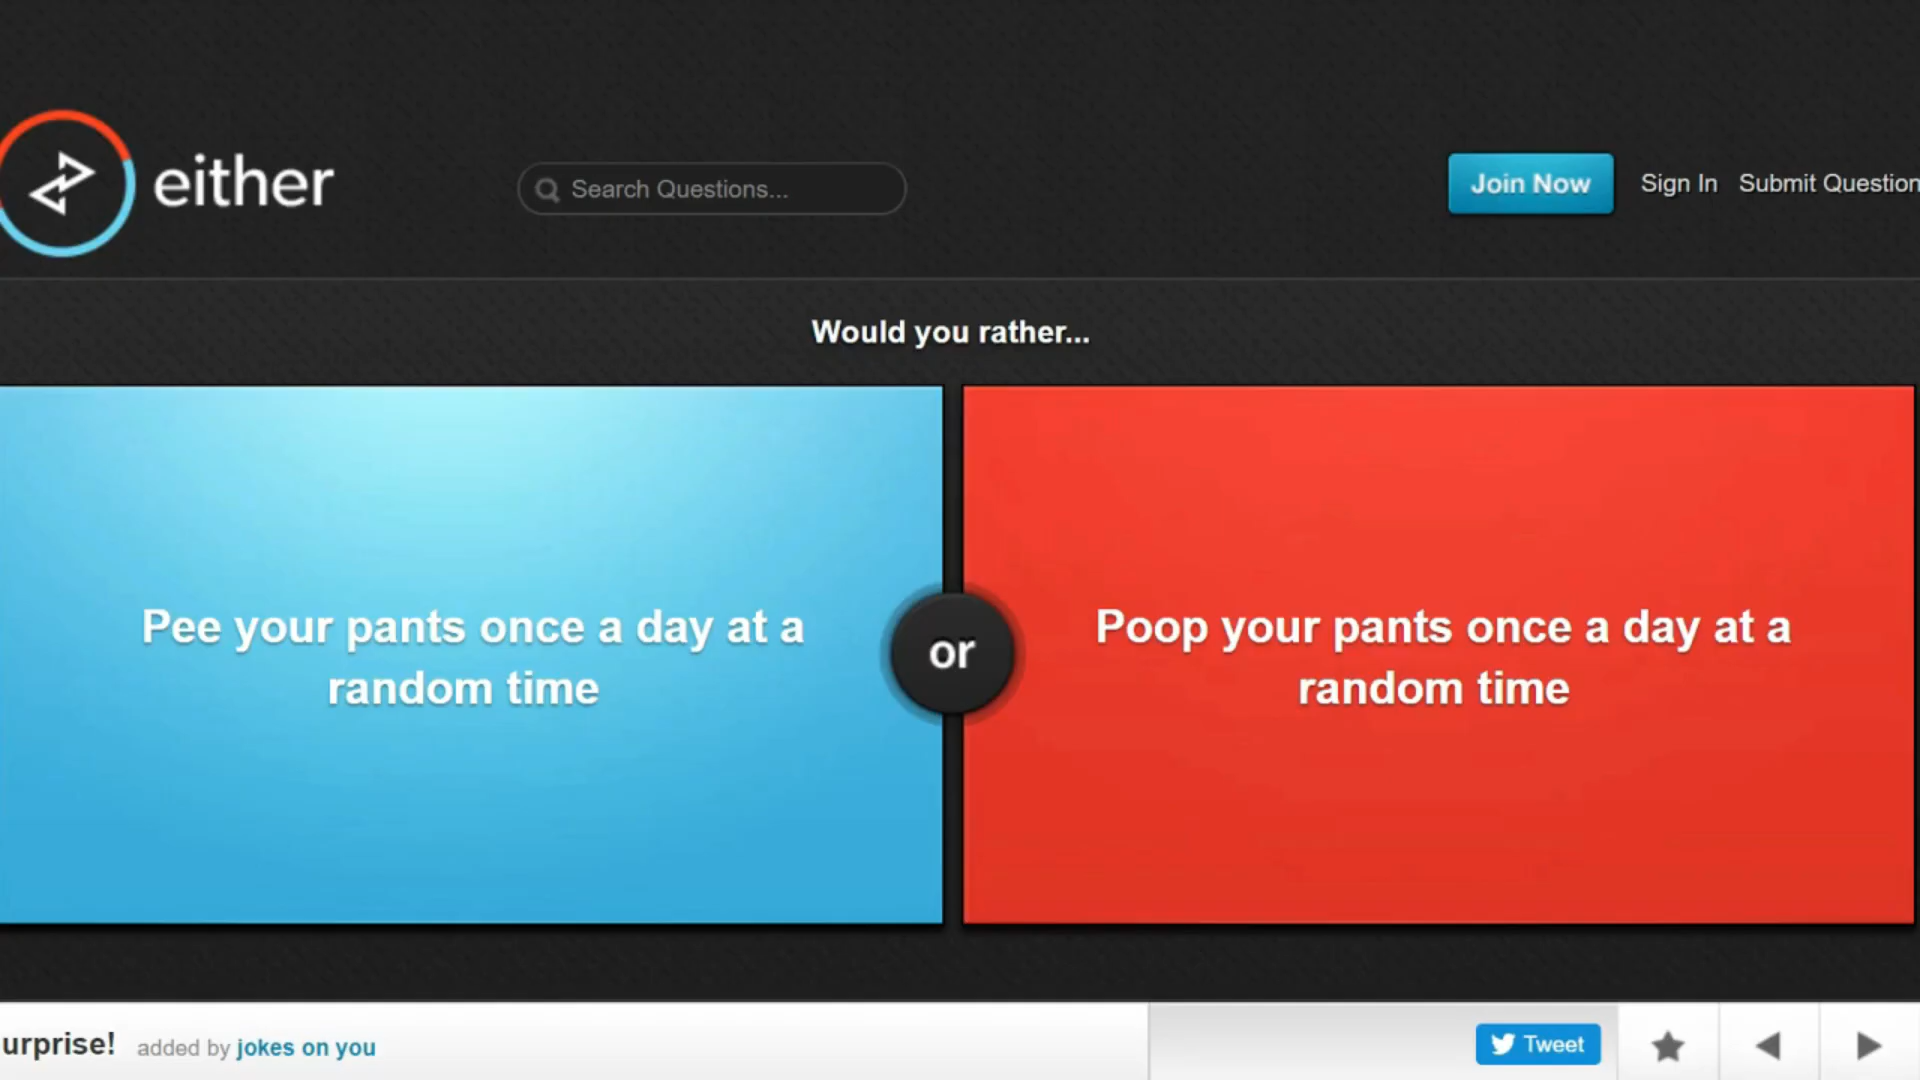 either
Search Questions...
Join Now
Sign In
Submit Question
Would you rather...
Pee your pants once a day at a
random time
or
Poop your pants once a day at a
random time
urprise! added by jokes on you
Tweet